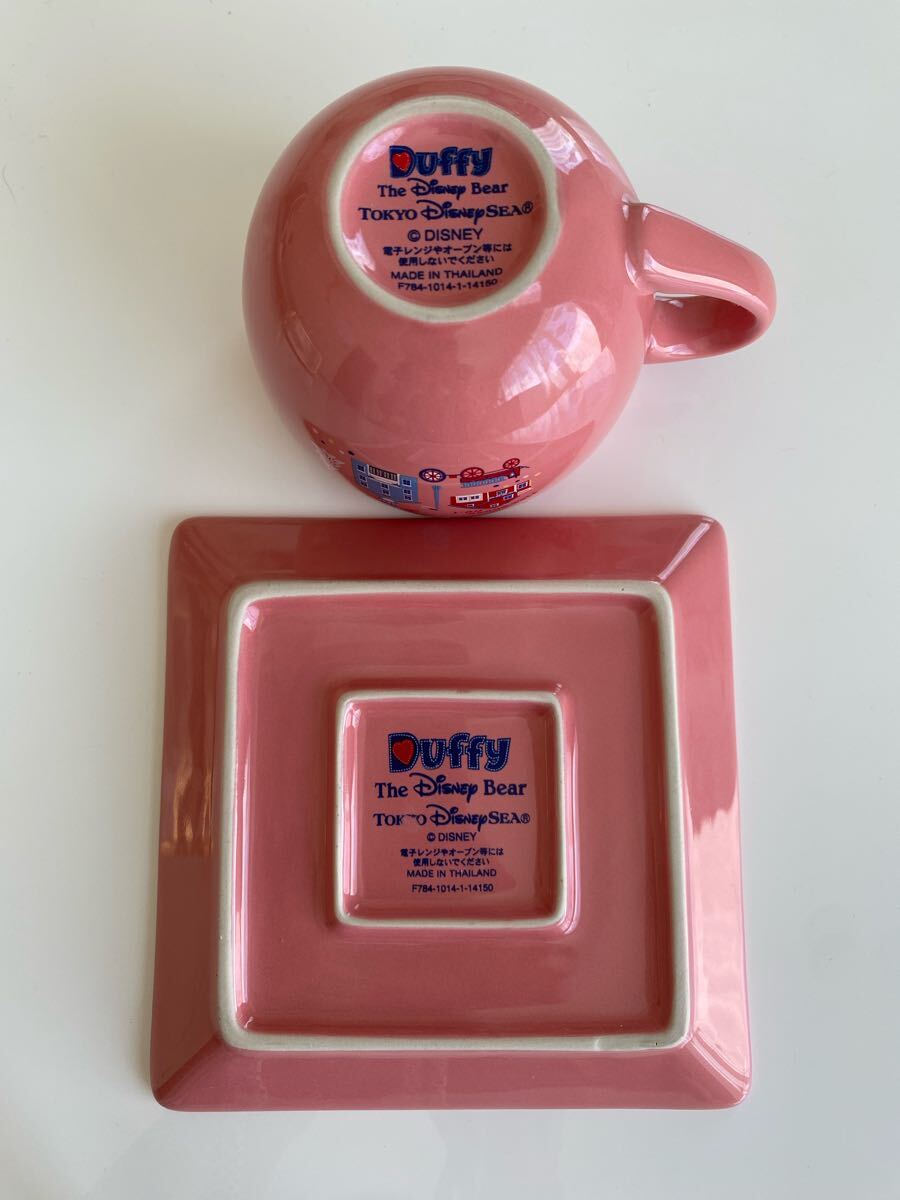 Duffy
The Disney Bear
TOKYO DisneySEA®
© DISNEY
電子レンジやオーブン等には
使用しないでください
MADE IN THAILAND
F784-1014-1-14150
Duffy
The Disney Bear
TOKYO DisneySEA®
© DISNEY
電子レンジやオーブン等には
使用しないでください
MADE IN THAILAND
F784-1014-1-14150